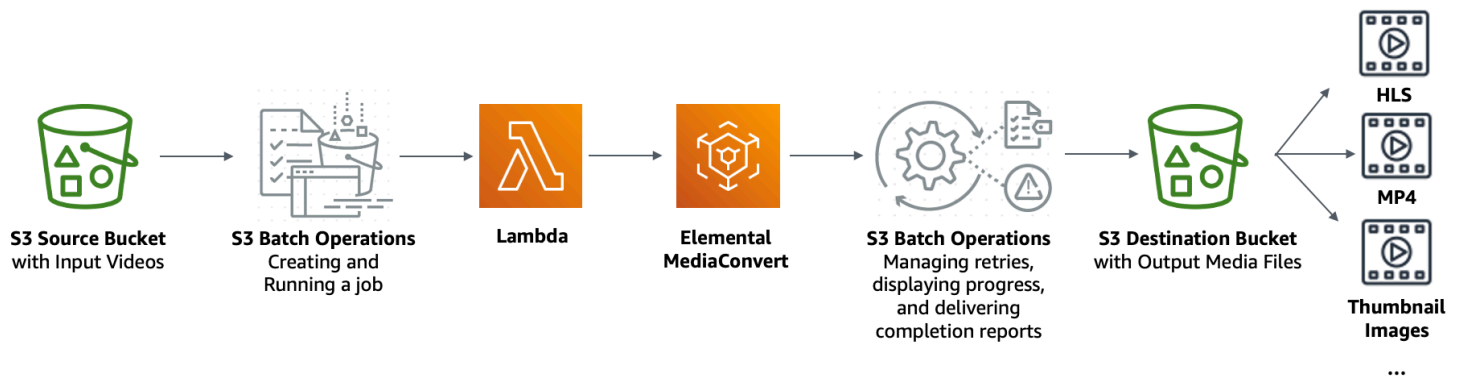 S3 Source Bucket
with Input Videos
S3 Batch Operations
Creating and
Running a job
Lambda
Elemental
MediaConvert
S3 Batch Operations
Managing retries,
displaying progress,
and delivering
completion reports
S3 Destination Bucket
with Output Media Files
HLS
MP4
Thumbnail
Images
...